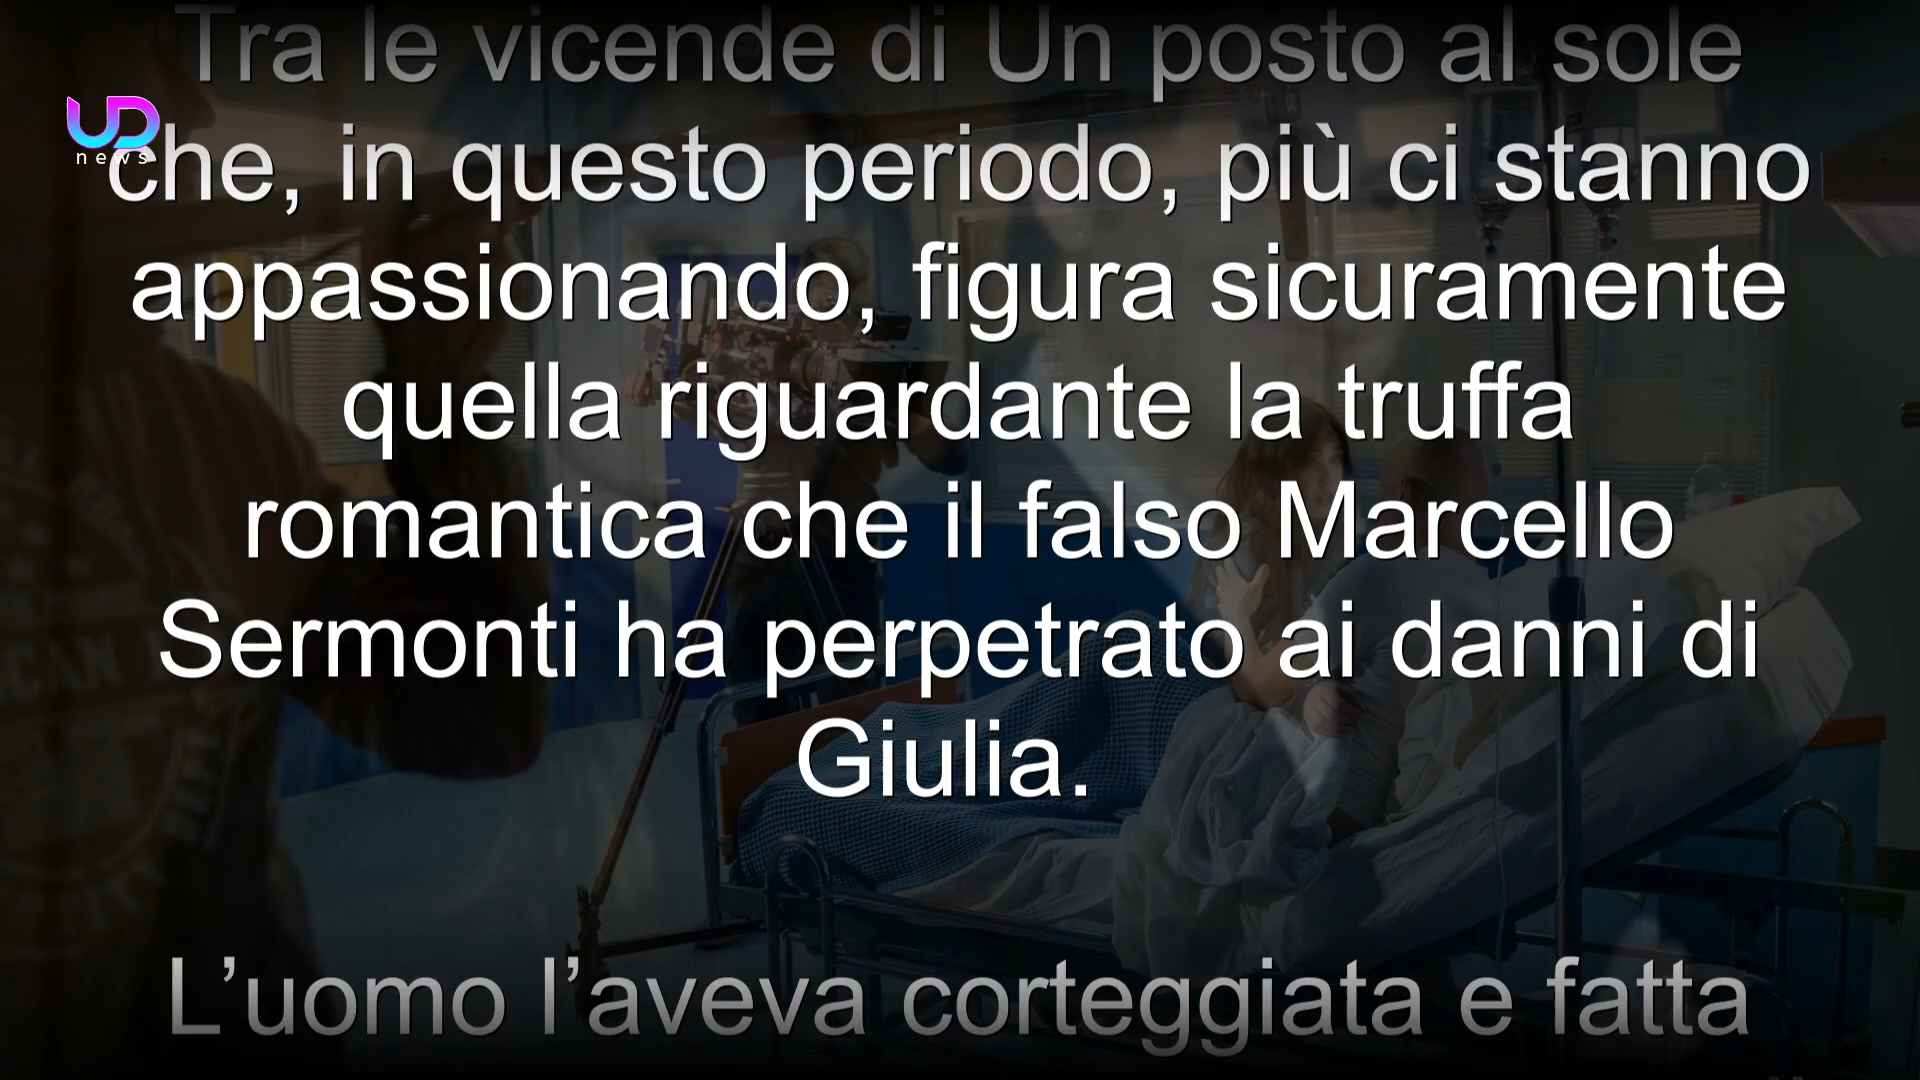 Tra le vicende di Un posto al sole
UD
news
che, in questo periodo, più ci stanno
appassionando, figura sicuramente
quella riguardante la truffa
romantica che il falso Marcello
Sermonti ha perpetrato ai danni di
Giulia.
L’uomo l’aveva corteggiata e fatta